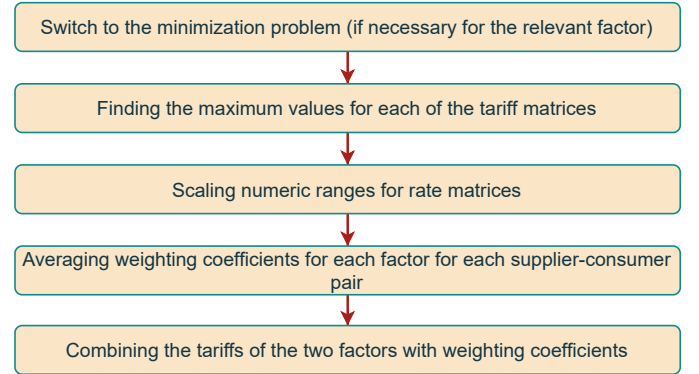 Switch to the minimization problem (if necessary for the relevant factor)
Finding the maximum values for each of the tariff matrices
Scaling numeric ranges for rate matrices
Averaging weighting coefficients for each factor for each supplier-consumer
pair
Combining the tariffs of the two factors with weighting coefficients